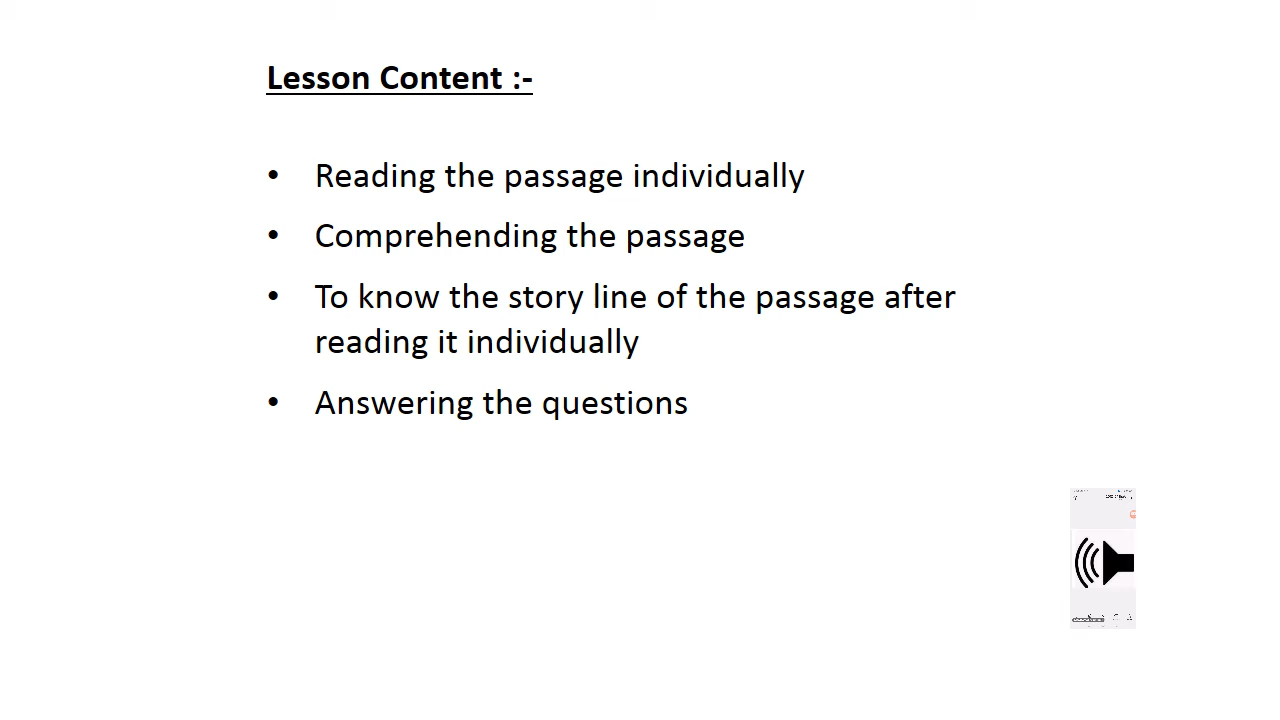 Lesson Content :-
• Reading the passage individually
• Comprehending the passage
• To know the story line of the passage after
reading it individually
• Answering the questions